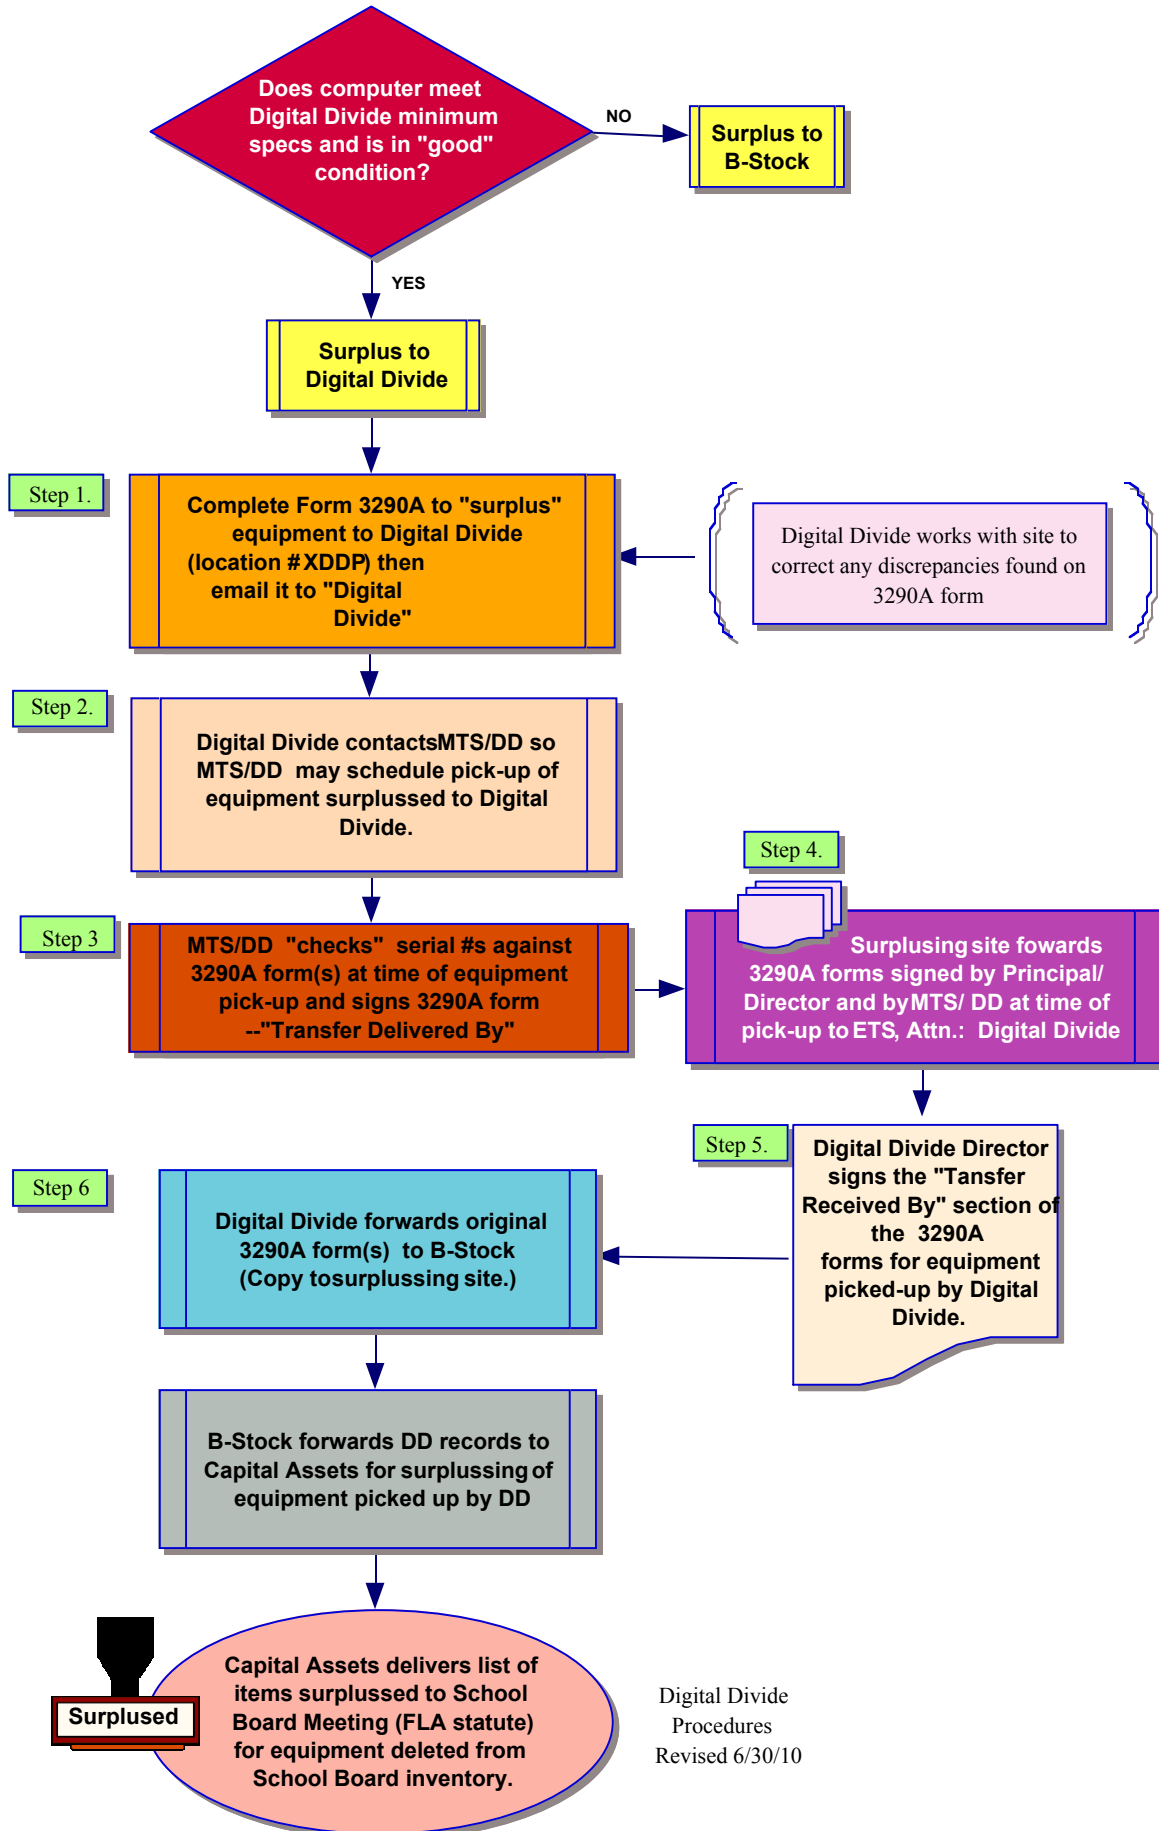 Does computer meet
Digital Divide minimum
specs and is in "good"
condition?
NO
Surplus to
B-Stock
YES
Surplus to
Digital Divide
Step 1.
Complete Form 3290A to "surplus"
equipment to Digital Divide
(location # XDDP) then
email it to "Digital
Divide"
Digital Divide works with site to
correct any discrepancies found on
3290A form
Step 2.
Digital Divide contactsMTS/DD so
MTS/DD may schedule pick-up of
equipment surplussed to Digital
Divide.
Step 3
MTS/DD "checks" serial #s against
3290A form(s) at time of equipment
pick-up and signs 3290A form
--"Transfer Delivered By"
Step 4.
Surplusing site fowards
3290A forms signed by Principal/
Director and by MTS/ DD at time of
pick-up to ETS, Attn.: Digital Divide
Step 5.
Digital Divide Director
signs the "Tansfer
Received By" section of
the 3290A
forms for equipment
picked-up by Digital
Divide.
Step 6
Digital Divide forwards original
3290A form(s) to B-Stock
(Copy tosurplussing site.)
B-Stock forwards DD records to
Capital Assets for surplussing of
equipment picked up by DD
Surplused
Capital Assets delivers list of
items surplussed to School
Board Meeting (FLA statute)
for equipment deleted from
School Board inventory.
Digital Divide
Procedures
Revised 6/30/10